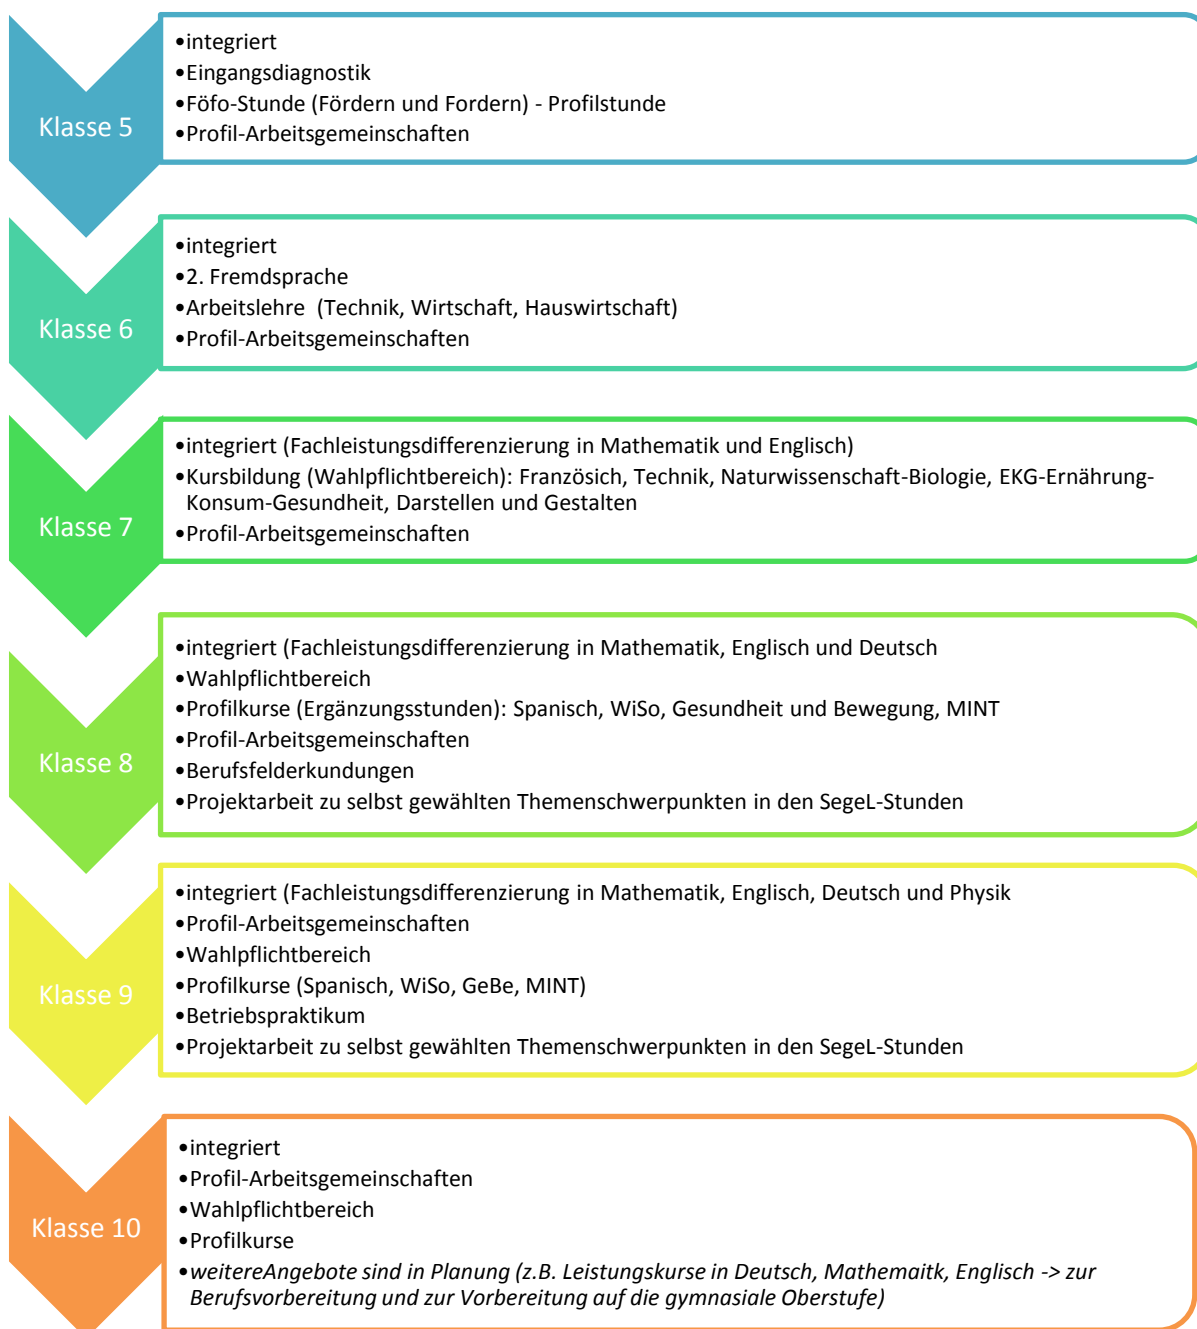 Klasse 5
•integriert
•Eingangsdiagnostik
•Föfo-Stunde (Fördern und Fordern) - Profilstunde
•Profil-Arbeitsgemeinschaften
Klasse 6
•integriert
•2. Fremdsprache
•Arbeitslehre (Technik, Wirtschaft, Hauswirtschaft)
•Profil-Arbeitsgemeinschaften
Klasse 7
•integriert (Fachleistungsdifferenzierung in Mathematik und Englisch)
•Kursbildung (Wahlpflichtbereich): Französich, Technik, Naturwissenschaft-Biologie, EKG-Ernährung-
Konsum-Gesundheit, Darstellen und Gestalten
•Profil-Arbeitsgemeinschaften
Klasse 8
•integriert (Fachleistungsdifferenzierung in Mathematik, Englisch und Deutsch
•Wahlpflichtbereich
•Profilkurse (Ergänzungsstunden): Spanisch, WiSo, Gesundheit und Bewegung, MINT
•Profil-Arbeitsgemeinschaften
•Berufsfelderkundungen
•Projektarbeit zu selbst gewählten Themenschwerpunkten in den SegeL-Stunden
Klasse 9
•integriert (Fachleistungsdifferenzierung in Mathematik, Englisch, Deutsch und Physik
•Profil-Arbeitsgemeinschaften
•Wahlpflichtbereich
•Profilkurse (Spanisch, WiSo, GeBe, MINT)
•Betriebspraktikum
•Projektarbeit zu selbst gewählten Themenschwerpunkten in den SegeL-Stunden
Klasse 10
•integriert
•Profil-Arbeitsgemeinschaften
•Wahlpflichtbereich
•Profilkurse
•weitereAngebote sind in Planung (z.B. Leistungskurse in Deutsch, Mathemaitk, Englisch -> zur
Berufsvorbereitung und zur Vorbereitung auf die gymnasiale Oberstufe)